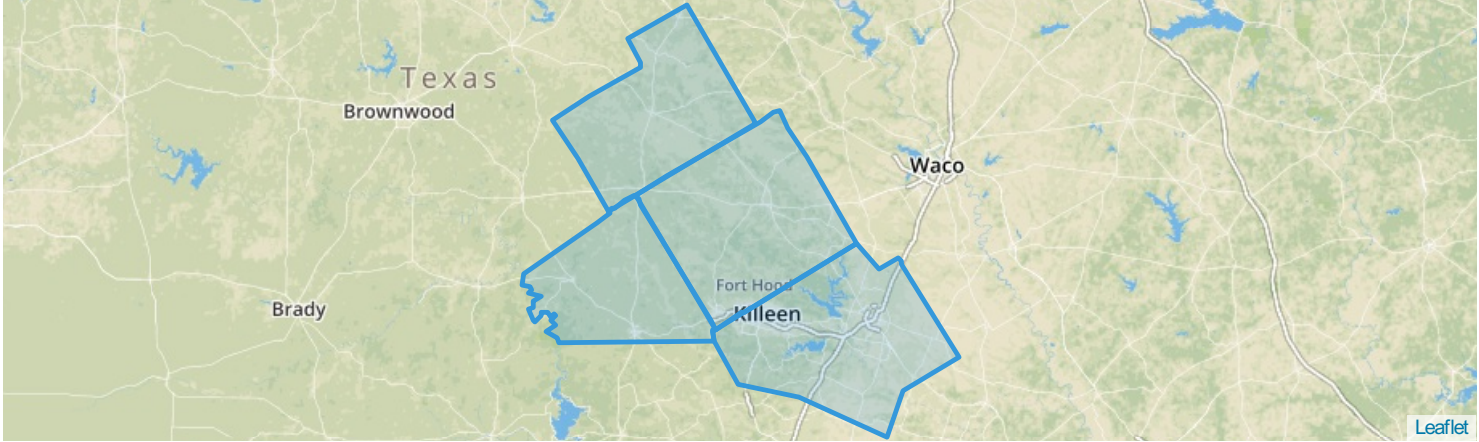 Texas
Brownwood
Waco
Fort Hood
Killeen
Brady
Leaflet